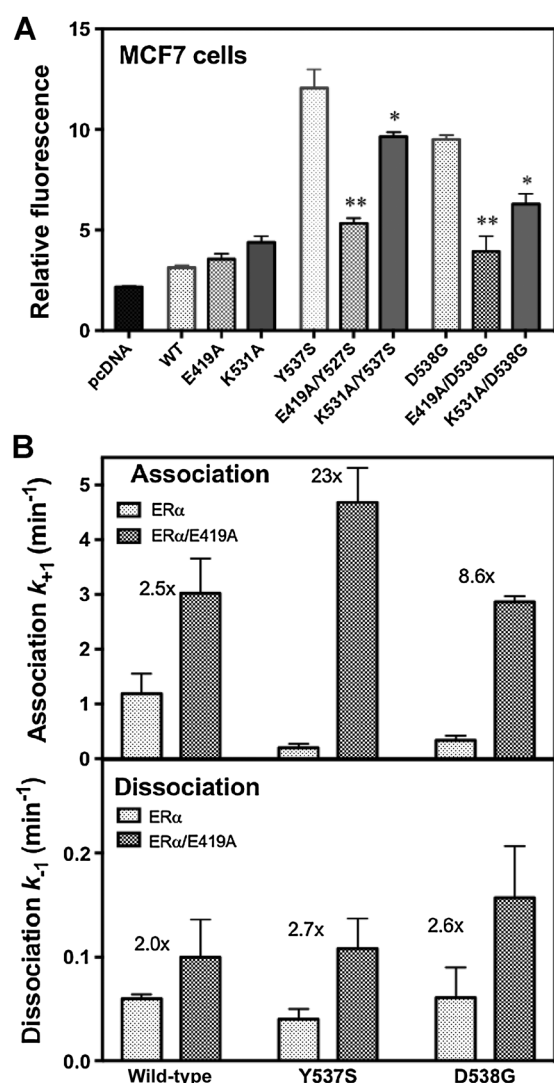 A
MCF7 cells
Relative fluorescence
15
10
5
0
pcDNA
WT
E419A
K531A
Y537S
E419A/Y527S
**
K531A/Y537S
*
D538G
E419A/D538G
**
K531A/D538G
*
B
Association
ERα
ERα/E419A
Association k+1 (min-1)
5
4
3
2
1
0
2.5x
23x
8.6x
Dissociation
ERα
ERα/E419A
Dissociation k-1 (min-1)
0.2
0.1
0.0
2.0x
2.7x
2.6x
Wild-type
Y537S
D538G